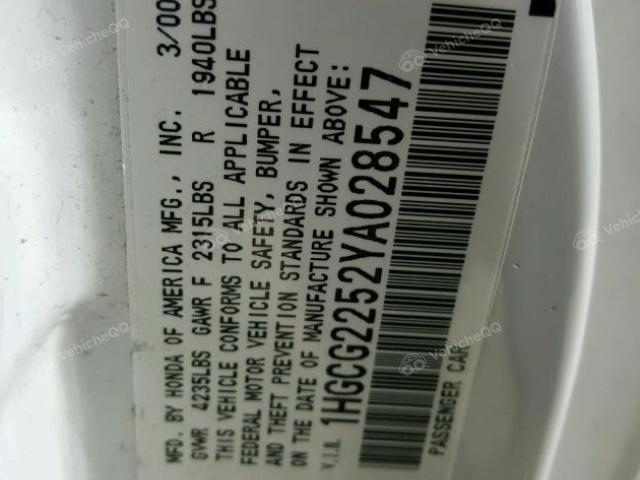 MFD. BY HONDA OF AMERICA MFG., INC. 3/00
GVWR 4235LBS GAWR F 2315LBS R 1940LBS
THIS VEHICLE CONFORMS TO ALL APPLICABLE
FEDERAL MOTOR VEHICLE SAFETY, BUMPER,
AND THEFT PREVENTION STANDARDS IN EFFECT
ON THE DATE OF MANUFACTURE SHOWN ABOVE:
V.I.N. 1HGCG2252YA028547
PASSENGER CAR
VehicheQQ